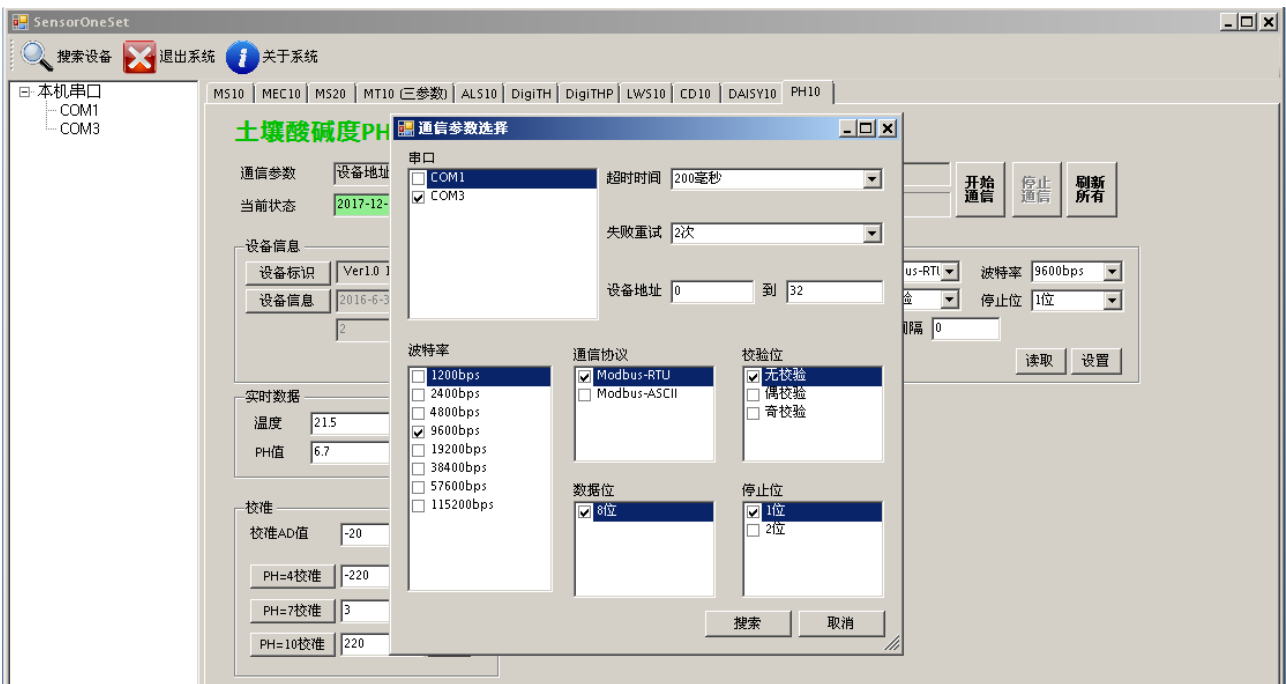 SensorOneSet
搜索设备 退出系统 关于系统
本机串口
COM1
COM3
MS10 MEC10 MS20 MT10 (三参数) ALS10 DigiTH DigiTHP LWS10 CD10 DAISY10 PH10
土壤酸碱度PH
通信参数 设备地址
当前状态 2017-12-
开始通信 停止通信 刷新所有
设备信息
设备标识 Ver1.0
设备信息 2016-6-3
2
us-RTU 波特率 9600bps
验 停止位 1位
间隔 0
读取 设置
实时数据
温度 21.5
PH值 6.7
校准
校准AD值 -20
PH=4校准 -220
PH=7校准 3
PH=10校准 220
通信参数选择
串口
COM1
COM3
超时时间 200毫秒
失败重试 2次
设备地址 0 到 32
波特率
1200bps
2400bps
4800bps
9600bps
19200bps
38400bps
57600bps
115200bps
通信协议
Modbus-RTU
Modbus-ASCII
校验位
无校验
偶校验
奇校验
数据位
8位
停止位
1位
2位
搜索 取消